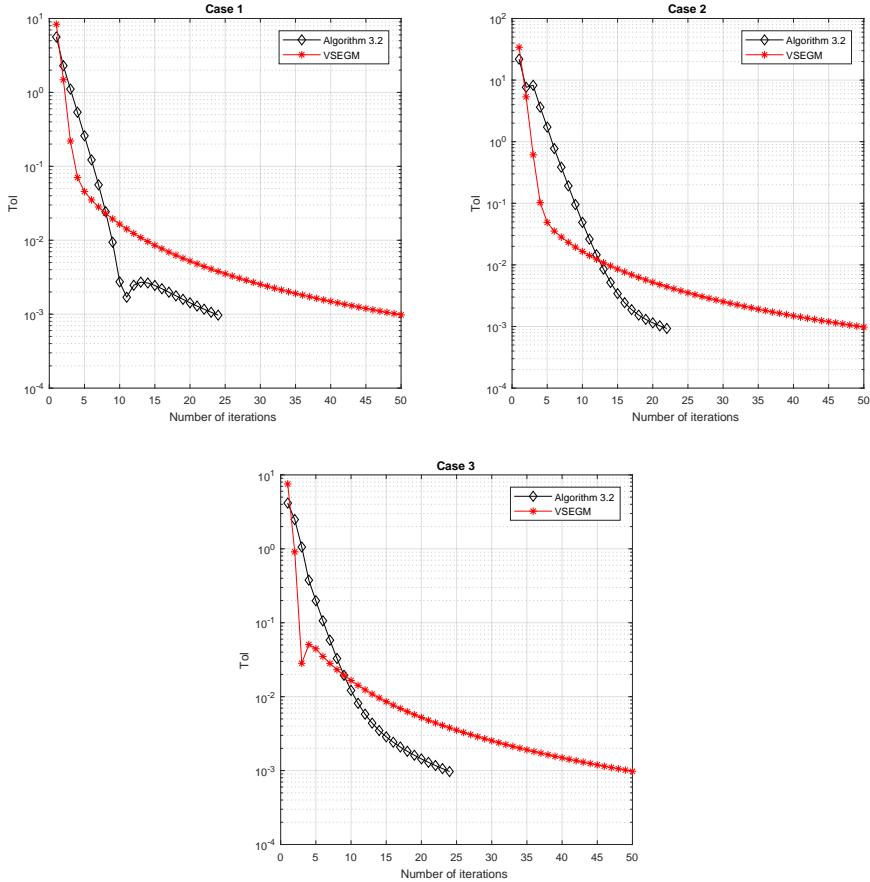 Case 1
Algorithm 3.2
VSEGM
10^1
10^0
10^-1
10^-2
10^-3
10^-4
Tol
0 5 10 15 20 25 30 35 40 45 50
Number of iterations
Case 2
Algorithm 3.2
VSEGM
10^2
10^1
10^0
10^-1
10^-2
10^-3
10^-4
Tol
0 5 10 15 20 25 30 35 40 45 50
Number of iterations
Case 3
Algorithm 3.2
VSEGM
10^1
10^0
10^-1
10^-2
10^-3
10^-4
Tol
0 5 10 15 20 25 30 35 40 45 50
Number of iterations